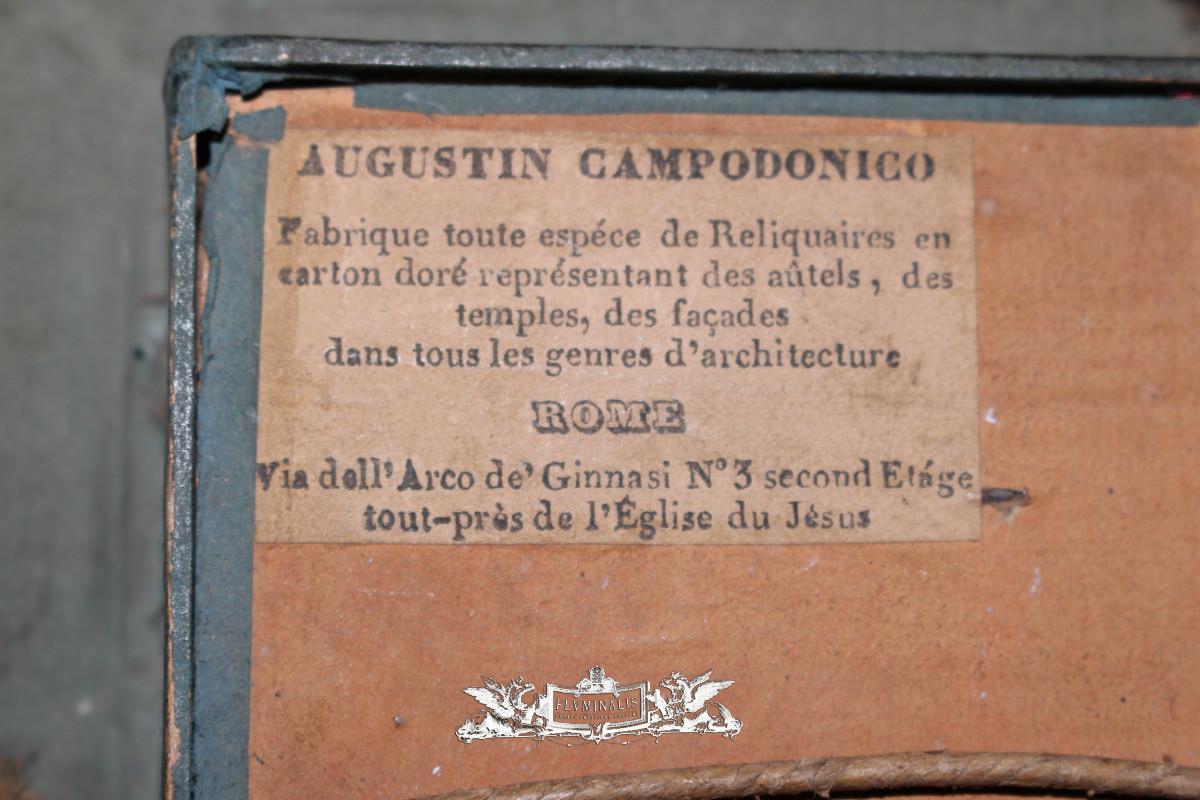 AUGUSTIN CAMPODONICO
Fabrique toute espéce de Reliquaires en
carton doré représentant des aûtels, des
temples, des façades
dans tous les genres d'architecture
ROME
Via dell'Arco de' Ginnasi N° 3 second Etáge
tout-près de l'Église du Jésus
FLVMINALIS